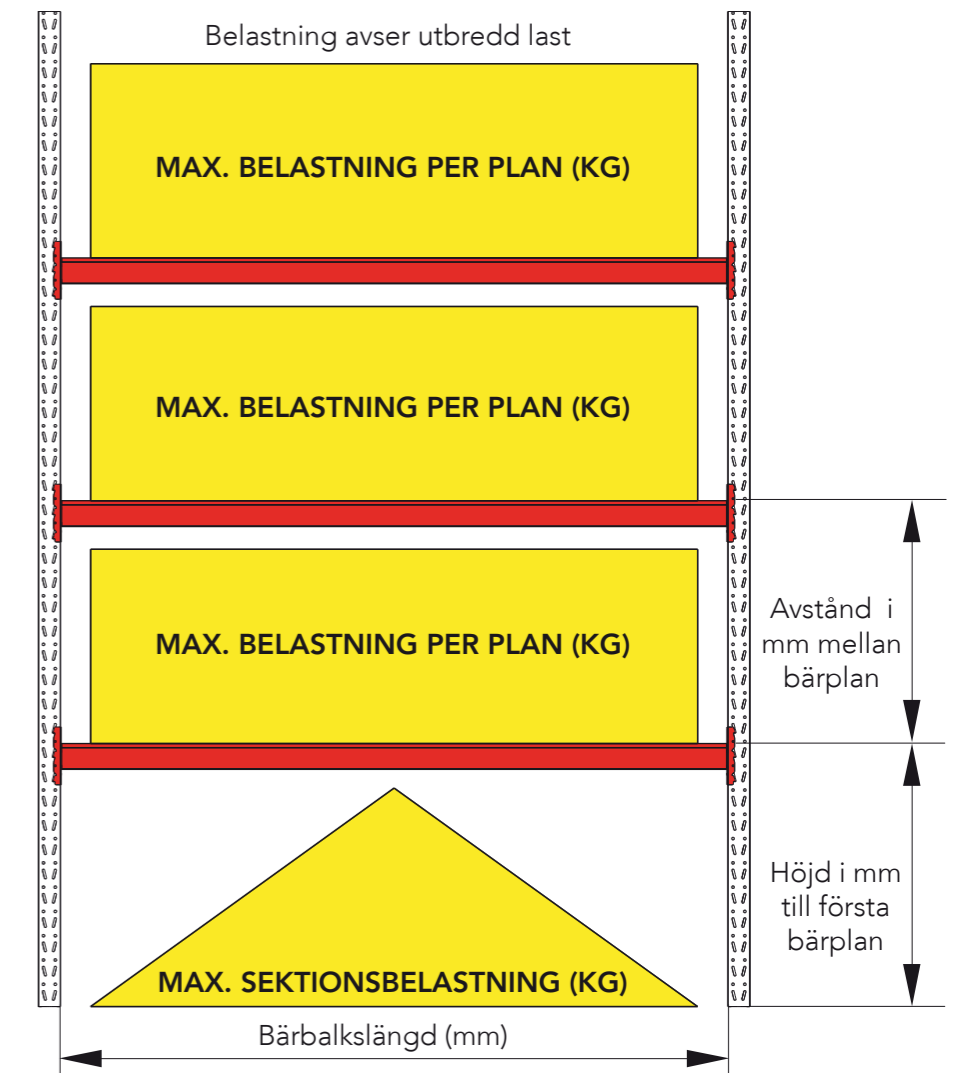 Belastning avser utbredd last
MAX. BELASTNING PER PLAN (KG)
MAX. BELASTNING PER PLAN (KG)
MAX. BELASTNING PER PLAN (KG)
Avstånd i
mm mellan
bärplan
Höjd i mm
till första
bärplan
MAX. SEKTIONSBELASTNING (KG)
Bärbalkslängd (mm)